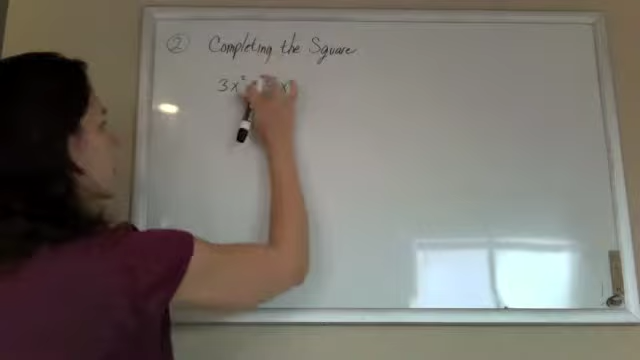 ② Completing the Square
3x² x